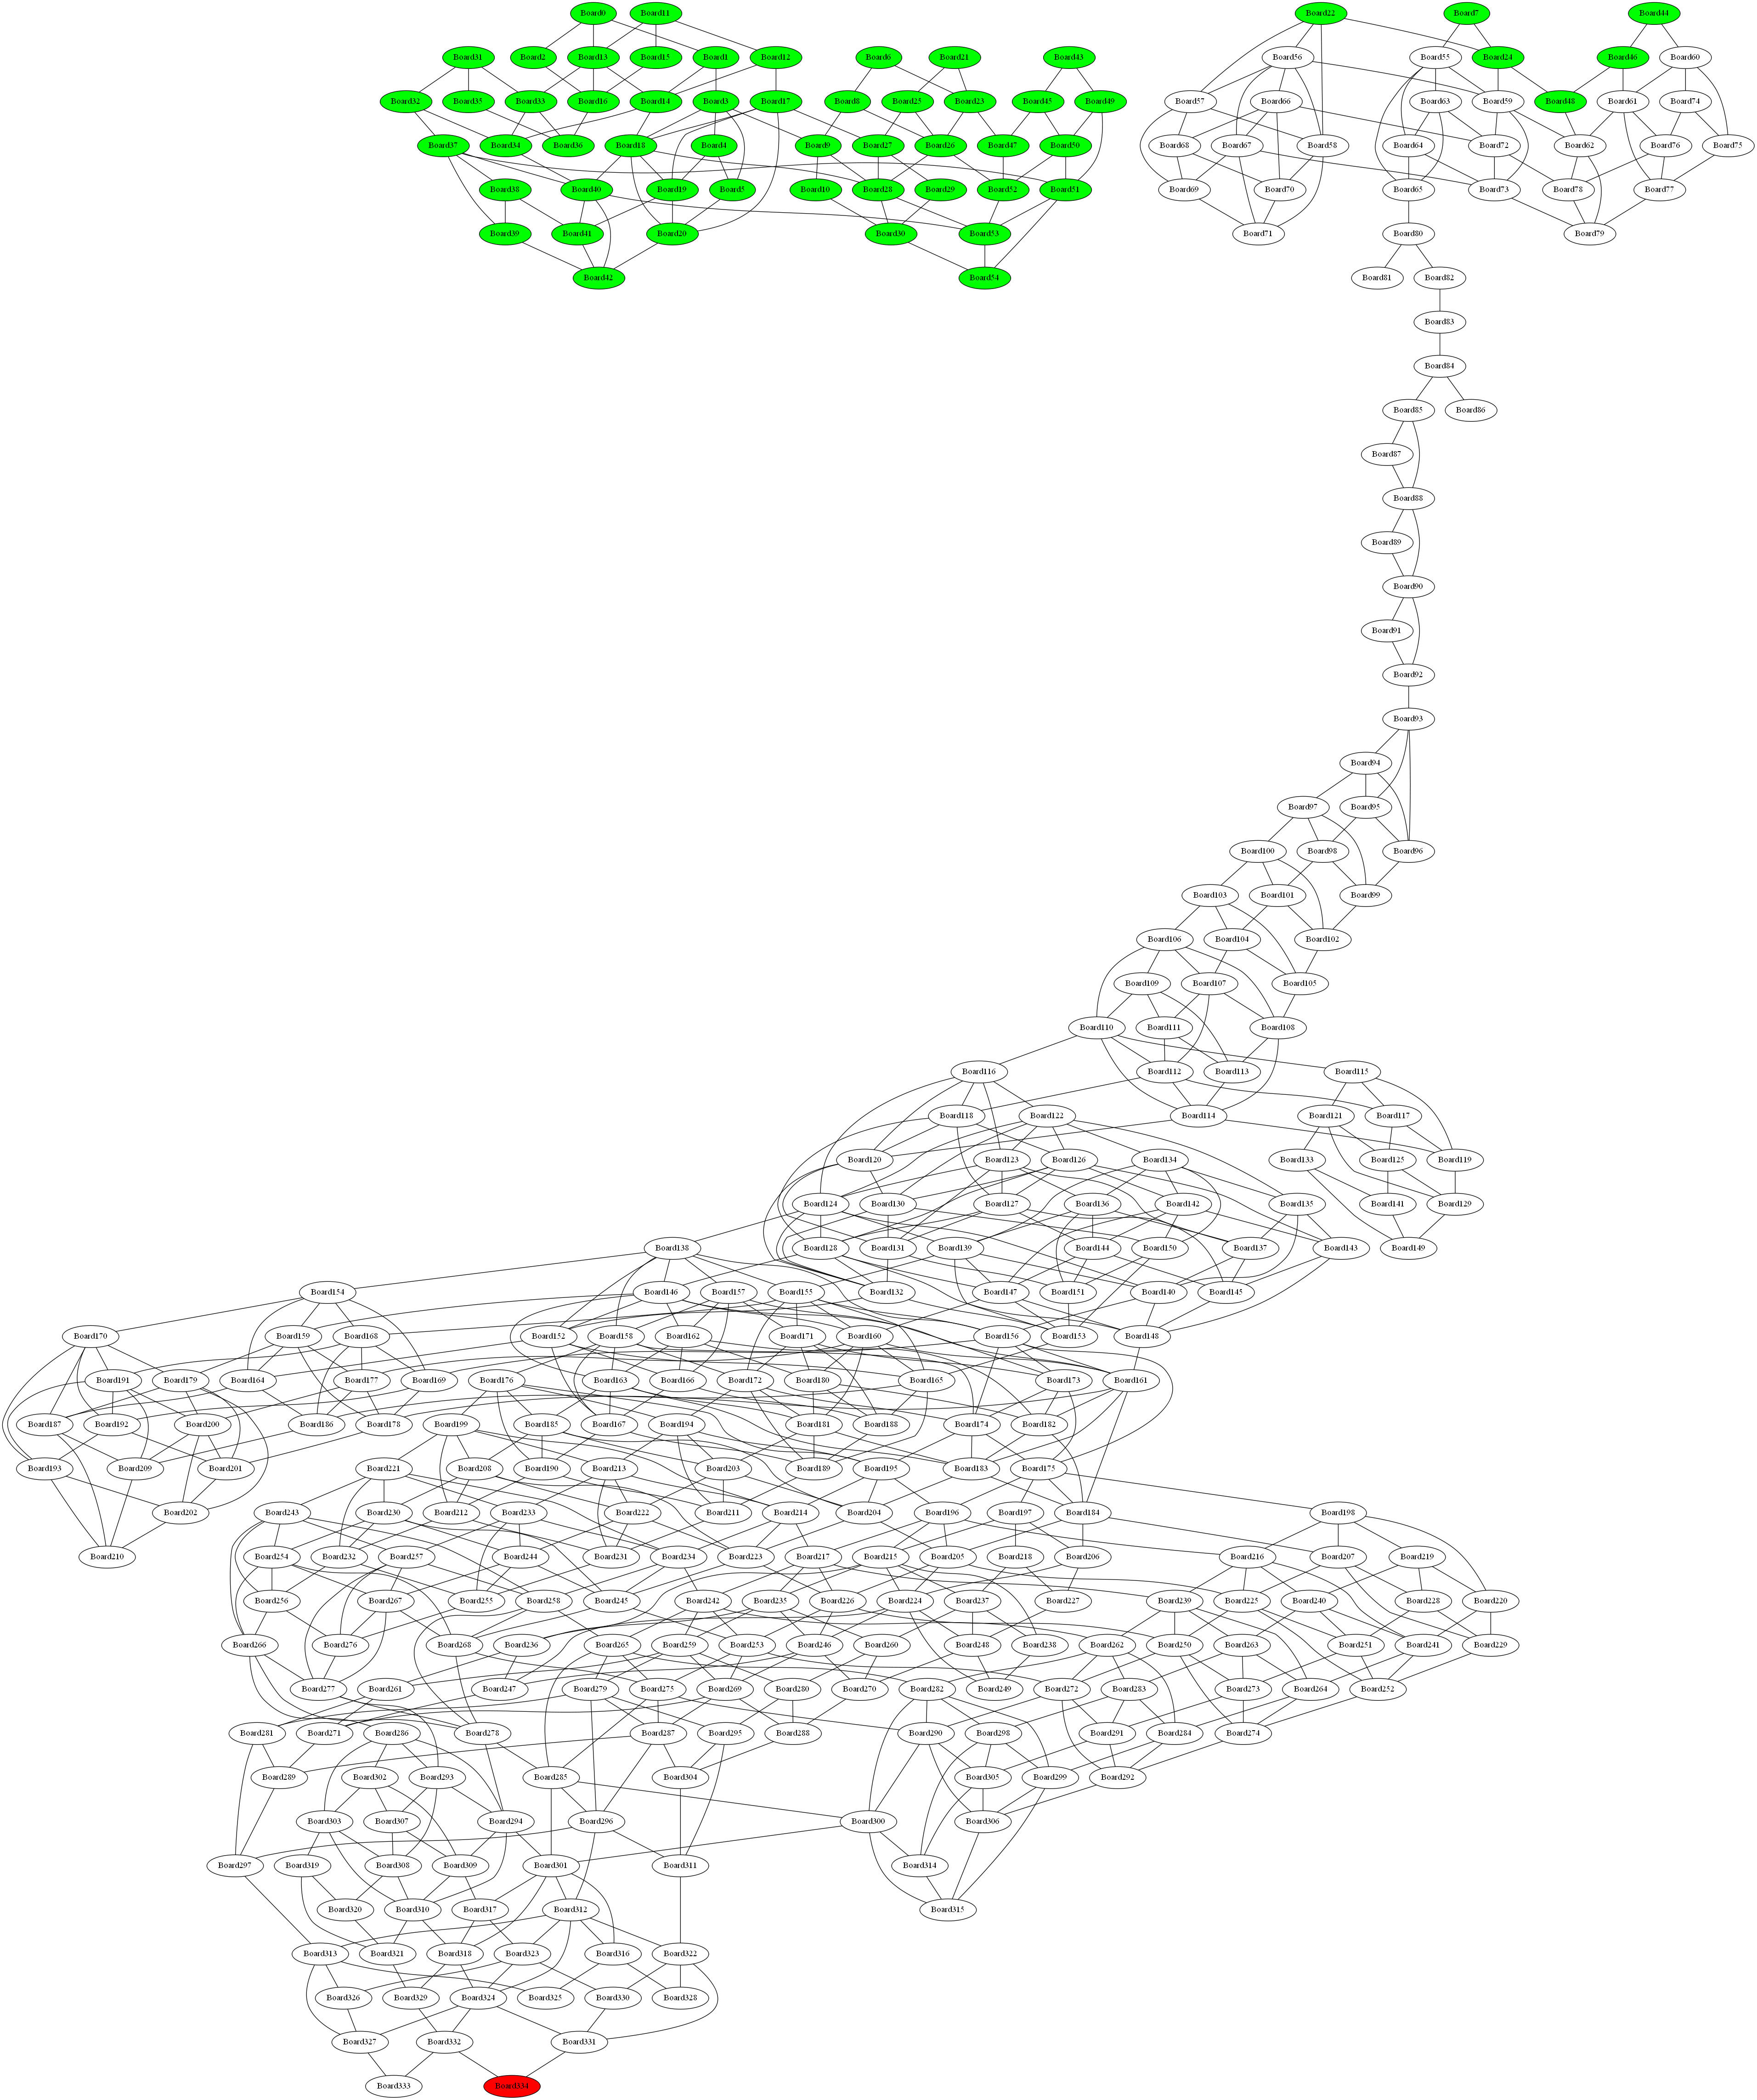 Board0 Board11 Board22 Board7 Board44
Board31 Board2 Board13 Board15 Board1 Board12 Board6 Board21 Board43 Board56 Board55 Board24 Board46 Board60
Board32 Board35 Board33 Board16 Board14 Board3 Board17 Board8 Board25 Board23 Board45 Board49 Board57 Board66 Board63 Board59 Board48 Board61 Board74
Board37 Board34 Board36 Board18 Board4 Board9 Board27 Board26 Board47 Board50 Board68 Board67 Board58 Board64 Board72 Board62 Board76 Board75
Board38 Board40 Board19 Board5 Board10 Board28 Board29 Board52 Board51 Board69 Board70 Board65 Board73 Board78 Board77
Board39 Board41 Board20 Board30 Board53 Board71 Board80 Board79
Board42 Board54 Board81 Board82
Board83
Board84
Board85 Board86
Board87
Board88
Board89
Board90
Board91
Board92
Board93
Board94
Board97 Board95
Board100 Board98 Board96
Board103 Board101 Board99
Board106 Board104 Board102
Board109 Board107 Board105
Board110 Board111 Board108
Board116 Board112 Board113 Board115
Board118 Board122 Board114 Board121 Board117
Board120 Board123 Board126 Board134 Board133 Board125 Board119
Board124 Board130 Board127 Board136 Board142 Board135 Board141 Board129
Board138 Board128 Board131 Board139 Board144 Board150 Board137 Board143 Board149
Board154 Board146 Board157 Board155 Board132 Board147 Board151 Board140 Board145
Board170 Board159 Board168 Board152 Board158 Board162 Board171 Board160 Board156 Board153 Board148
Board191 Board179 Board164 Board177 Board169 Board176 Board163 Board166 Board172 Board180 Board165 Board173 Board161
Board187 Board192 Board200 Board186 Board178 Board199 Board185 Board167 Board194 Board181 Board188 Board174 Board182
Board193 Board209 Board201 Board221 Board208 Board190 Board213 Board203 Board189 Board195 Board183 Board175
Board202 Board243 Board230 Board212 Board233 Board222 Board211 Board214 Board204 Board196 Board197 Board184 Board198
Board210 Board254 Board232 Board257 Board244 Board231 Board234 Board223 Board217 Board215 Board205 Board218 Board206 Board216 Board207 Board219
Board256 Board267 Board255 Board258 Board245 Board242 Board235 Board226 Board224 Board237 Board227 Board239 Board225 Board240 Board228 Board220
Board266 Board276 Board268 Board236 Board265 Board259 Board253 Board246 Board260 Board248 Board238 Board262 Board250 Board263 Board251 Board241 Board229
Board277 Board261 Board247 Board279 Board275 Board269 Board280 Board270 Board282 Board249 Board272 Board283 Board273 Board264 Board252
Board281 Board271 Board286 Board278 Board287 Board295 Board288 Board290 Board298 Board291 Board284 Board274
Board289 Board302 Board293 Board285 Board304 Board305 Board299 Board292
Board303 Board307 Board294 Board296 Board300 Board306
Board297 Board319 Board308 Board309 Board301 Board311 Board314
Board320 Board310 Board317 Board312 Board315
Board313 Board321 Board318 Board323 Board316 Board322
Board326 Board329 Board324 Board325 Board330 Board328
Board327 Board332 Board331
Board333 Board334